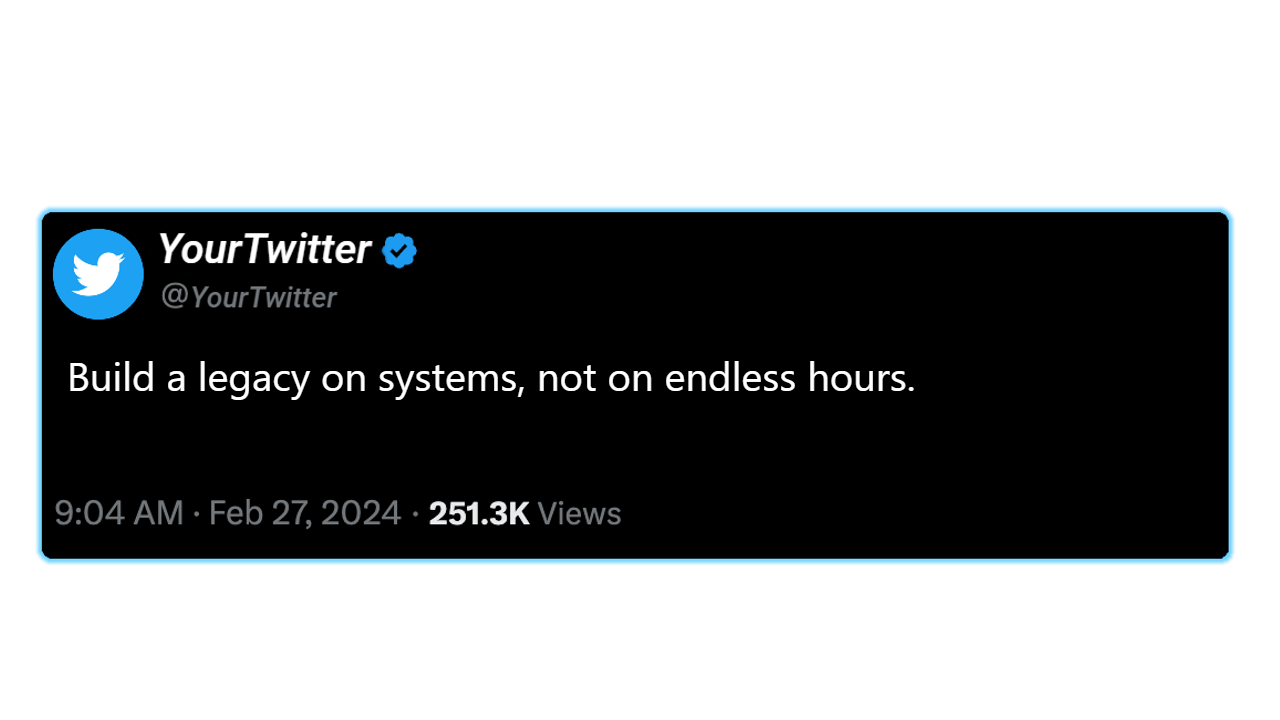 YourTwitter
@YourTwitter
Build a legacy on systems, not on endless hours.
9:04 AM · Feb 27, 2024 · 251.3K Views